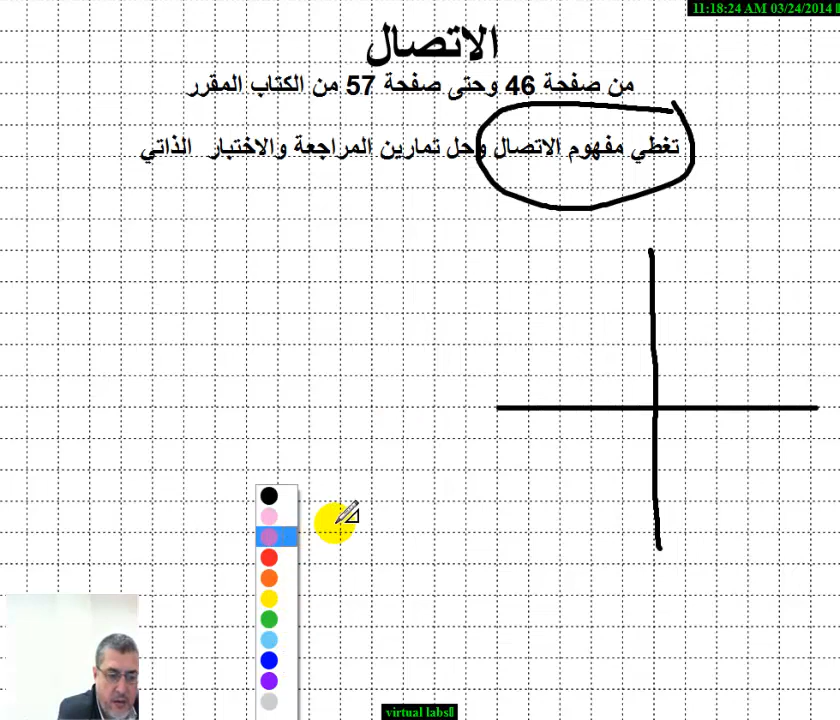 11:18:24 AM 03/24/2014
الاتصال
من صفحة 46 وحتى صفحة 57 من الكتاب المقرر
تغطي مفهوم الاتصال وحل تمارين المراجعة والاختبار الذاتي
virtual labs